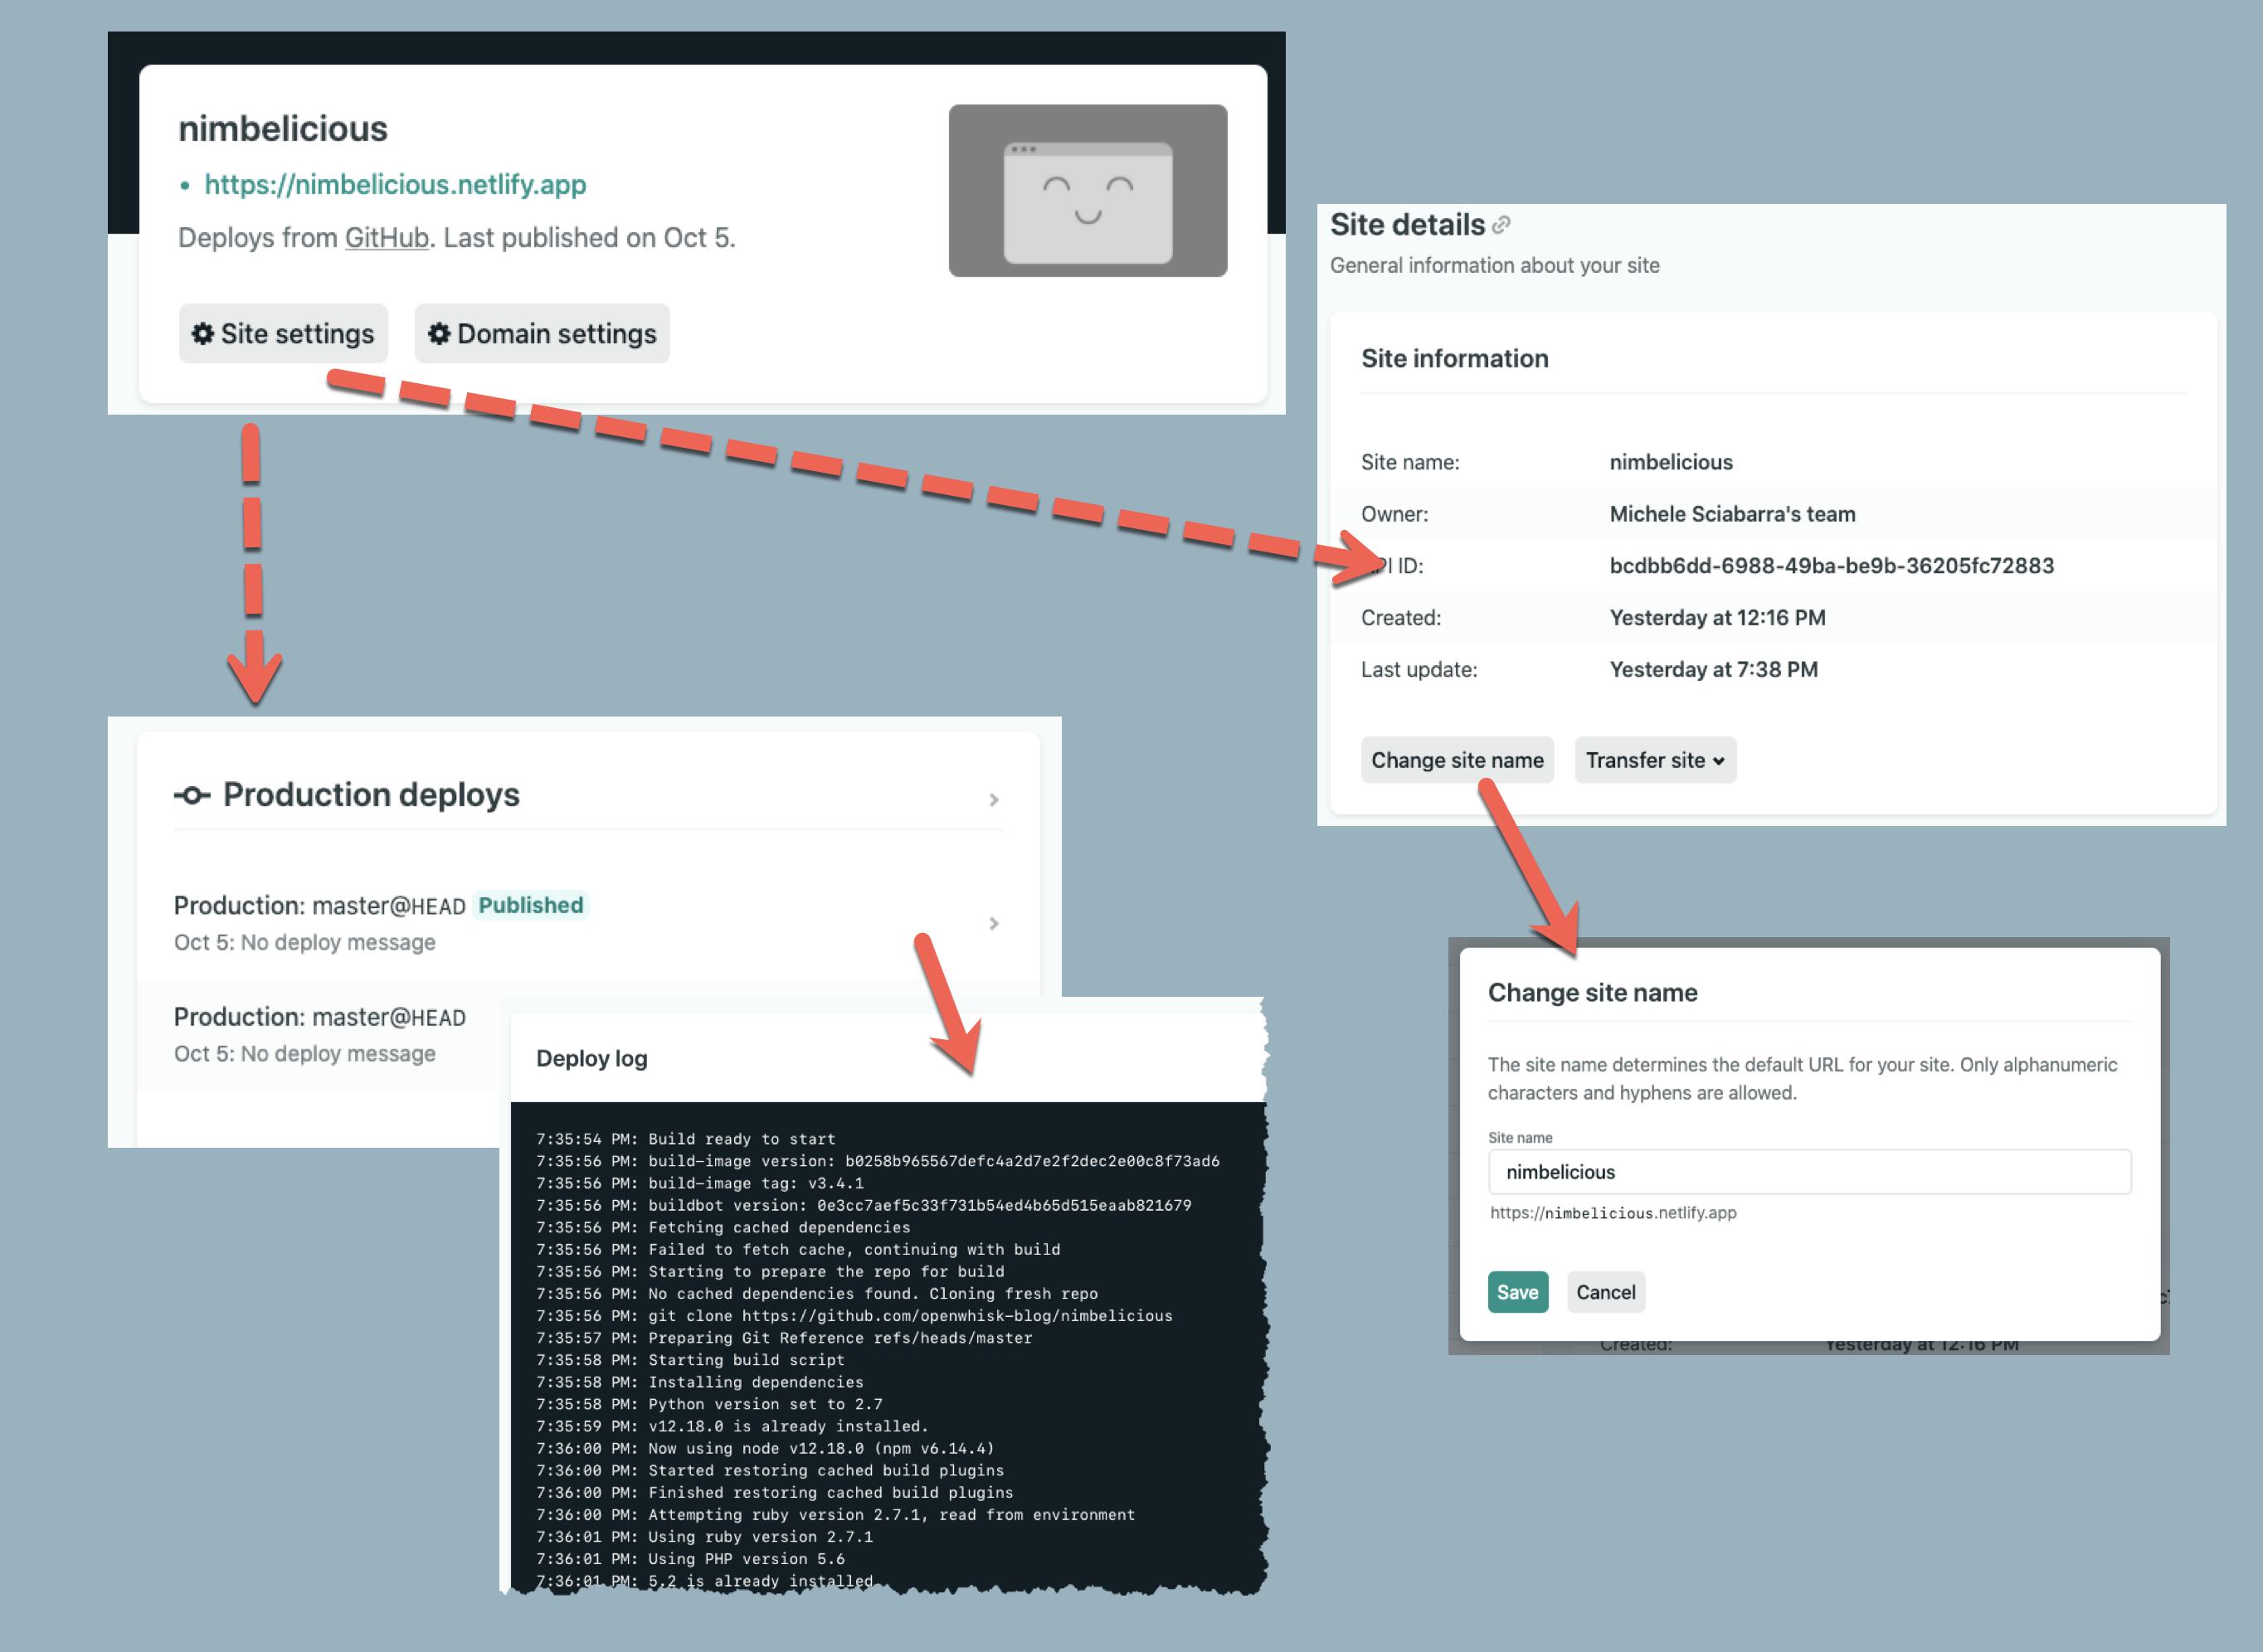 nimbelicious
• https://nimbelicious.netlify.app
Deploys from GitHub. Last published on Oct 5.
Site settings
Domain settings
Site details
General information about your site
Site information
Site name: nimbelicious
Owner: Michele Sciabarra's team
PI ID: bcdbb6dd-6988-49ba-be9b-36205fc72883
Created: Yesterday at 12:16 PM
Last update: Yesterday at 7:38 PM
Change site name
Transfer site
Production deploys
Production: master@HEAD Published
Oct 5: No deploy message
Production: master@HEAD
Oct 5: No deploy message
Deploy log
7:35:54 PM: Build ready to start
7:35:56 PM: build-image version: b0258b965567defc4a2d7e2f2dec2e00c8f73ad6
7:35:56 PM: build-image tag: v3.4.1
7:35:56 PM: buildbot version: 0e3cc7aef5c33f731b54ed4b65d515eaab821679
7:35:56 PM: Fetching cached dependencies
7:35:56 PM: Failed to fetch cache, continuing with build
7:35:56 PM: Starting to prepare the repo for build
7:35:56 PM: No cached dependencies found. Cloning fresh repo
7:35:56 PM: git clone https://github.com/openwhisk-blog/nimbelicious
7:35:57 PM: Preparing Git Reference refs/heads/master
7:35:58 PM: Starting build script
7:35:58 PM: Installing dependencies
7:35:58 PM: Python version set to 2.7
7:35:59 PM: v12.18.0 is already installed.
7:36:00 PM: Now using node v12.18.0 (npm v6.14.4)
7:36:00 PM: Started restoring cached build plugins
7:36:00 PM: Finished restoring cached build plugins
7:36:00 PM: Attempting ruby version 2.7.1, read from environment
7:36:01 PM: Using ruby version 2.7.1
7:36:01 PM: Using PHP version 5.6
7:36:01 PM: 5.2 is already installed
Change site name
The site name determines the default URL for your site. Only alphanumeric
characters and hyphens are allowed.
Site name
nimbelicious
https://nimbelicious.netlify.app
Save
Cancel
Created: Yesterday at 12:16 PM